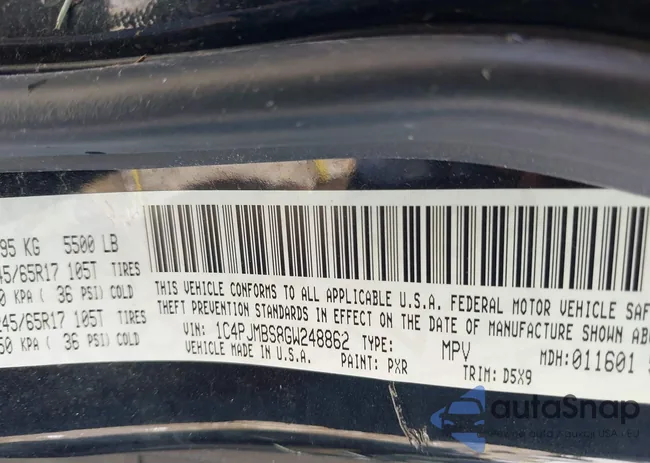 95 KG 5500 LB
45/65R17 105T TIRES
0 KPA ( 36 PSI) COLD
245/65R17 105T TIRES
50 KPA ( 36 PSI) COLD
THIS VEHICLE CONFORMS TO ALL APPLICABLE U.S.A. FEDERAL MOTOR VEHICLE SAF
THEFT PREVENTION STANDARDS IN EFFECT ON THE DATE OF MANUFACTURE SHOWN ABO
VIN: 1C4PJMBS8GW248862 TYPE: MPV MDH:011601
VEHICLE MADE IN U.S.A. PAINT: PXR TRIM: D5X9
autoSnap